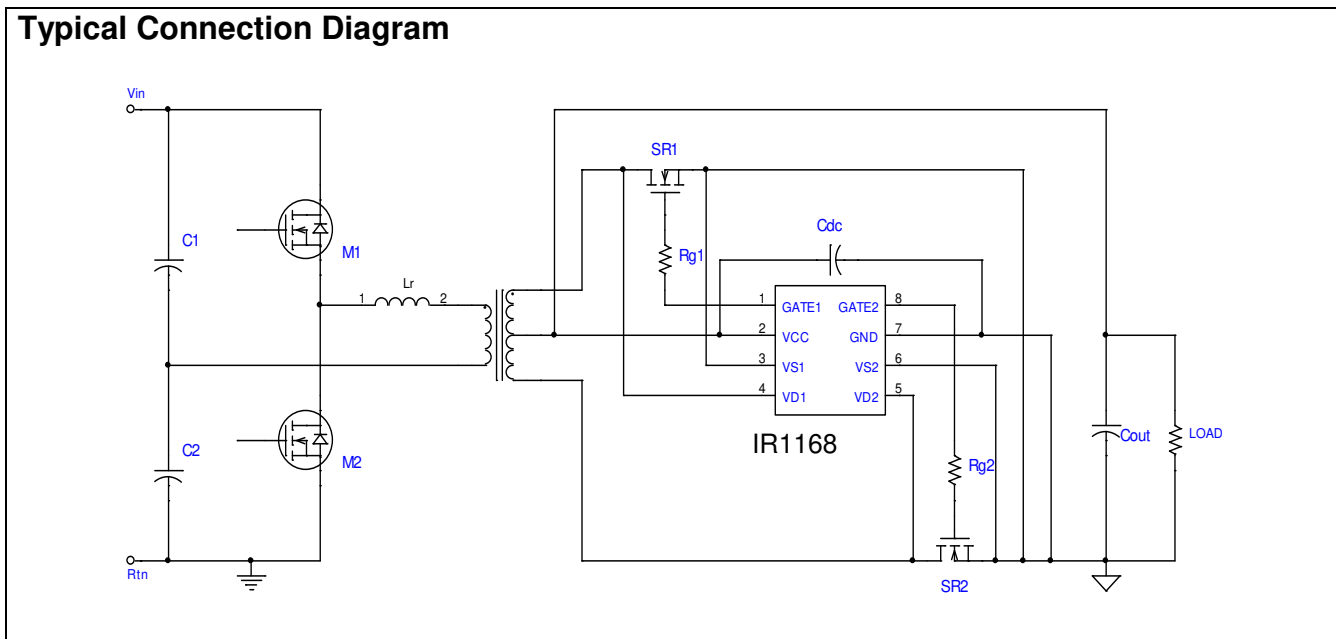 Typical Connection Diagram
Vin
SR1
Cdc
C1
M1
Rg1
Lr
1 2
1 GATE1 GATE2 8
2 VCC GND 7
3 VS1 VS2 6
4 VD1 VD2 5
IR1168
C2
M2
Rg2
Cout
LOAD
Rtn
SR2